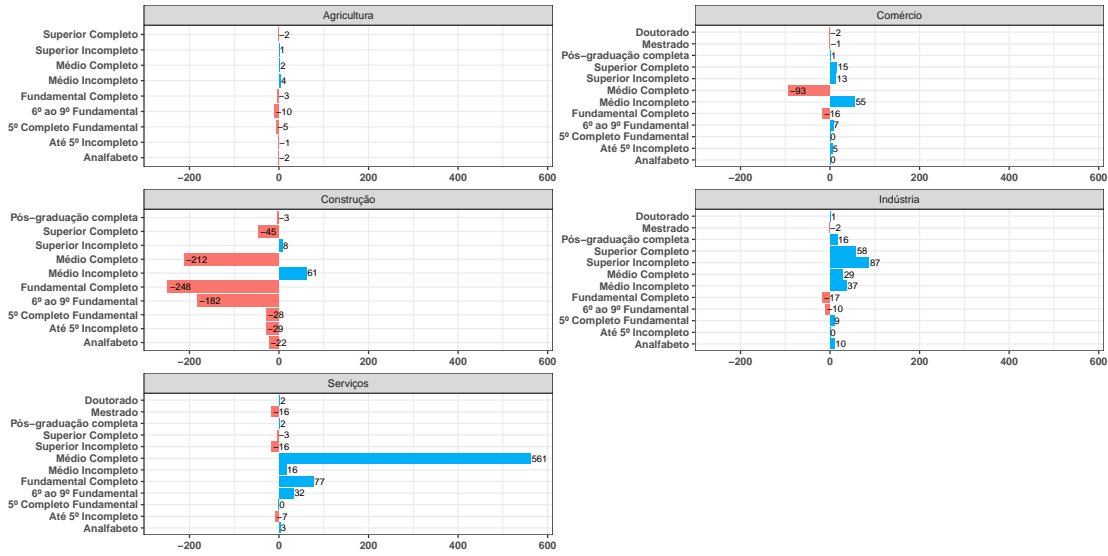 Agricultura
Superior Completo −2
Superior Incompleto 1
Médio Completo 2
Médio Incompleto 4
Fundamental Completo −3
6º ao 9º Fundamental −10
5º Completo Fundamental −5
Até 5º Incompleto −1
Analfabeto −2
−200 0 200 400 600
Comércio
Doutorado −2
Mestrado −1
Pós−graduação completa 1
Superior Completo 15
Superior Incompleto 13
Médio Completo −93
Médio Incompleto 55
Fundamental Completo −16
6º ao 9º Fundamental 7
5º Completo Fundamental 0
Até 5º Incompleto 5
Analfabeto 0
−200 0 200 400 600
Construção
Pós−graduação completa −3
Superior Completo −45
Superior Incompleto 8
Médio Completo −212
Médio Incompleto 61
Fundamental Completo −248
6º ao 9º Fundamental −182
5º Completo Fundamental −28
Até 5º Incompleto −29
Analfabeto −22
−200 0 200 400 600
Indústria
Doutorado 1
Mestrado −2
Pós−graduação completa 16
Superior Completo 58
Superior Incompleto 87
Médio Completo 29
Médio Incompleto 37
Fundamental Completo −17
6º ao 9º Fundamental −10
5º Completo Fundamental 9
Até 5º Incompleto 0
Analfabeto 10
−200 0 200 400 600
Serviços
Doutorado 2
Mestrado −16
Pós−graduação completa 2
Superior Completo −3
Superior Incompleto −16
Médio Completo 561
Médio Incompleto 16
Fundamental Completo 77
6º ao 9º Fundamental 32
5º Completo Fundamental 0
Até 5º Incompleto −7
Analfabeto 3
−200 0 200 400 600